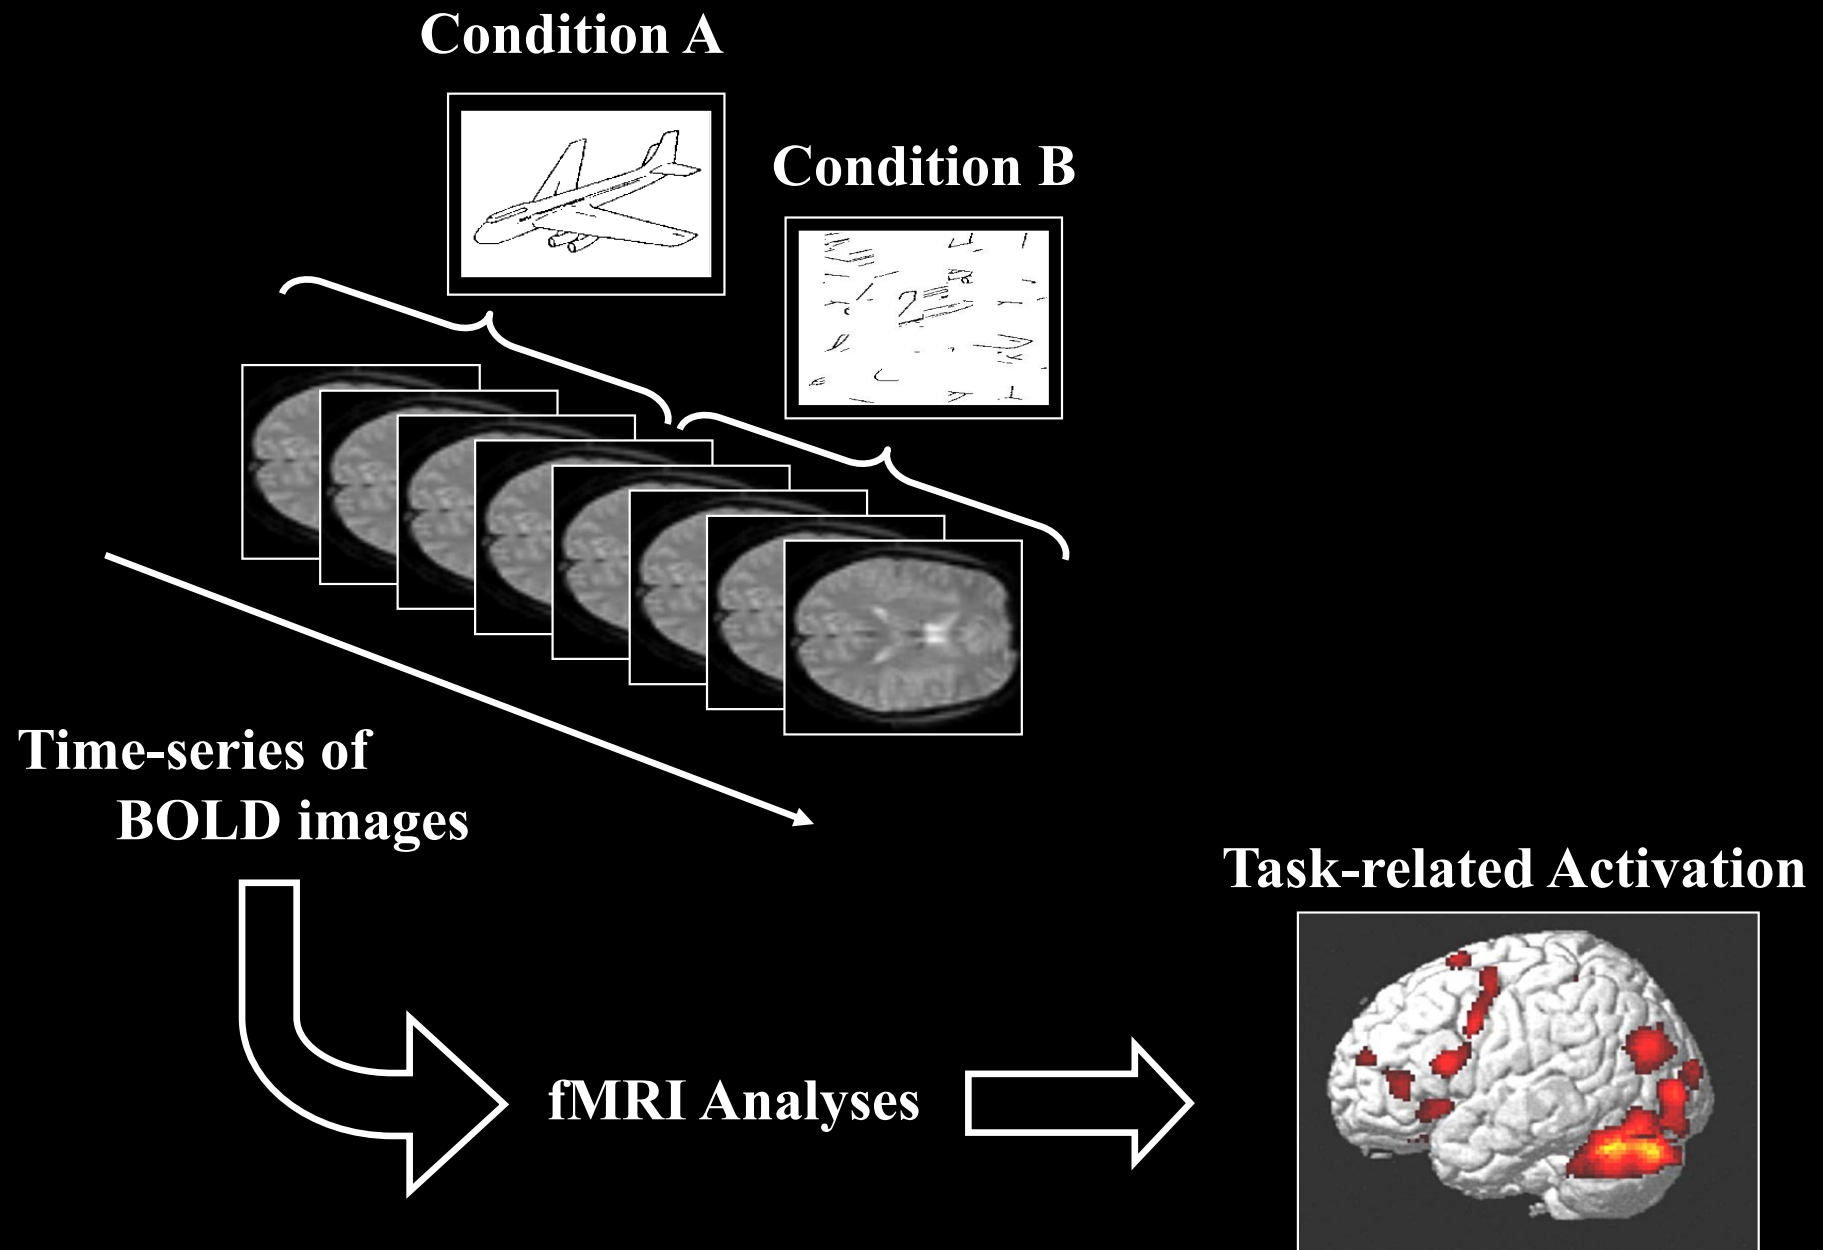 Condition A
Condition B
Time-series of
BOLD images
Task-related Activation
fMRI Analyses